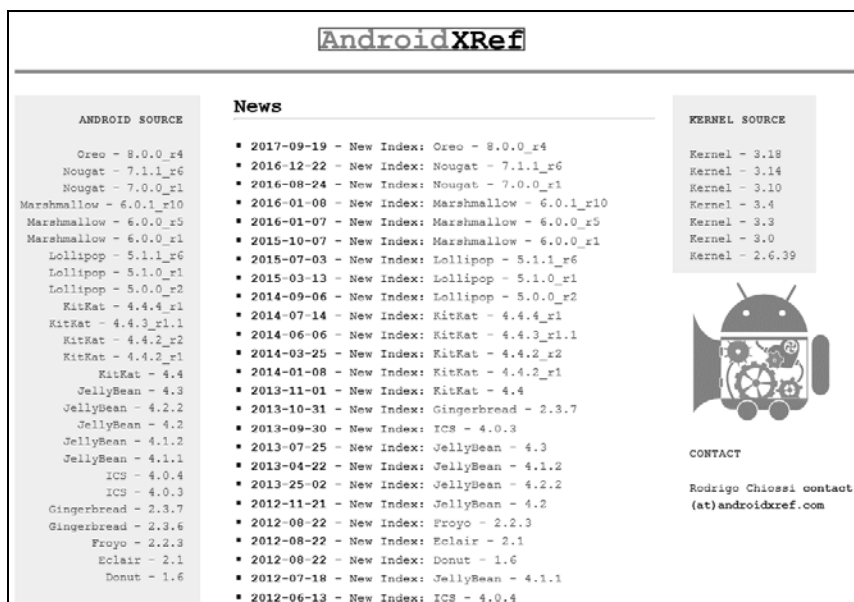 AndroidXRef
ANDROID SOURCE
Oreo - 8.0.0_r4
Nougat - 7.1.1_r6
Nougat - 7.0.0_r1
Marshmallow - 6.0.1_r10
Marshmallow - 6.0.0_r5
Marshmallow - 6.0.0_r1
Lollipop - 5.1.1_r6
Lollipop - 5.1.0_r1
Lollipop - 5.0.0_r2
KitKat - 4.4.4_r1
KitKat - 4.4.3_r1.1
KitKat - 4.4.2_r2
KitKat - 4.4.2_r1
KitKat - 4.4
JellyBean - 4.3
JellyBean - 4.2.2
JellyBean - 4.2
JellyBean - 4.1.2
JellyBean - 4.1.1
ICS - 4.0.4
ICS - 4.0.3
Gingerbread - 2.3.7
Gingerbread - 2.3.6
Froyo - 2.2.3
Eclair - 2.1
Donut - 1.6
News
▪ 2017-09-19 - New Index: Oreo - 8.0.0_r4
▪ 2016-12-22 - New Index: Nougat - 7.1.1_r6
▪ 2016-08-24 - New Index: Nougat - 7.0.0_r1
▪ 2016-01-08 - New Index: Marshmallow - 6.0.1_r10
▪ 2016-01-07 - New Index: Marshmallow - 6.0.0_r5
▪ 2015-10-07 - New Index: Marshmallow - 6.0.0_r1
▪ 2015-07-03 - New Index: Lollipop - 5.1.1_r6
▪ 2015-03-13 - New Index: Lollipop - 5.1.0_r1
▪ 2014-09-06 - New Index: Lollipop - 5.0.0_r2
▪ 2014-07-14 - New Index: KitKat - 4.4.4_r1
▪ 2014-06-06 - New Index: KitKat - 4.4.3_r1.1
▪ 2014-03-25 - New Index: KitKat - 4.4.2_r2
▪ 2014-01-08 - New Index: KitKat - 4.4.2_r1
▪ 2013-11-01 - New Index: KitKat - 4.4
▪ 2013-10-31 - New Index: Gingerbread - 2.3.7
▪ 2013-09-30 - New Index: ICS - 4.0.3
▪ 2013-07-25 - New Index: JellyBean - 4.3
▪ 2013-04-22 - New Index: JellyBean - 4.1.2
▪ 2013-25-02 - New Index: JellyBean - 4.2.2
▪ 2012-11-21 - New Index: JellyBean - 4.2
▪ 2012-08-22 - New Index: Froyo - 2.2.3
▪ 2012-08-22 - New Index: Eclair - 2.1
▪ 2012-08-22 - New Index: Donut - 1.6
▪ 2012-07-18 - New Index: JellyBean - 4.1.1
▪ 2012-06-13 - New Index: ICS - 4.0.4
KERNEL SOURCE
Kernel - 3.18
Kernel - 3.14
Kernel - 3.10
Kernel - 3.4
Kernel - 3.3
Kernel - 3.0
Kernel - 2.6.39
CONTACT
Rodrigo Chiossi contact
(at)androidxref.com